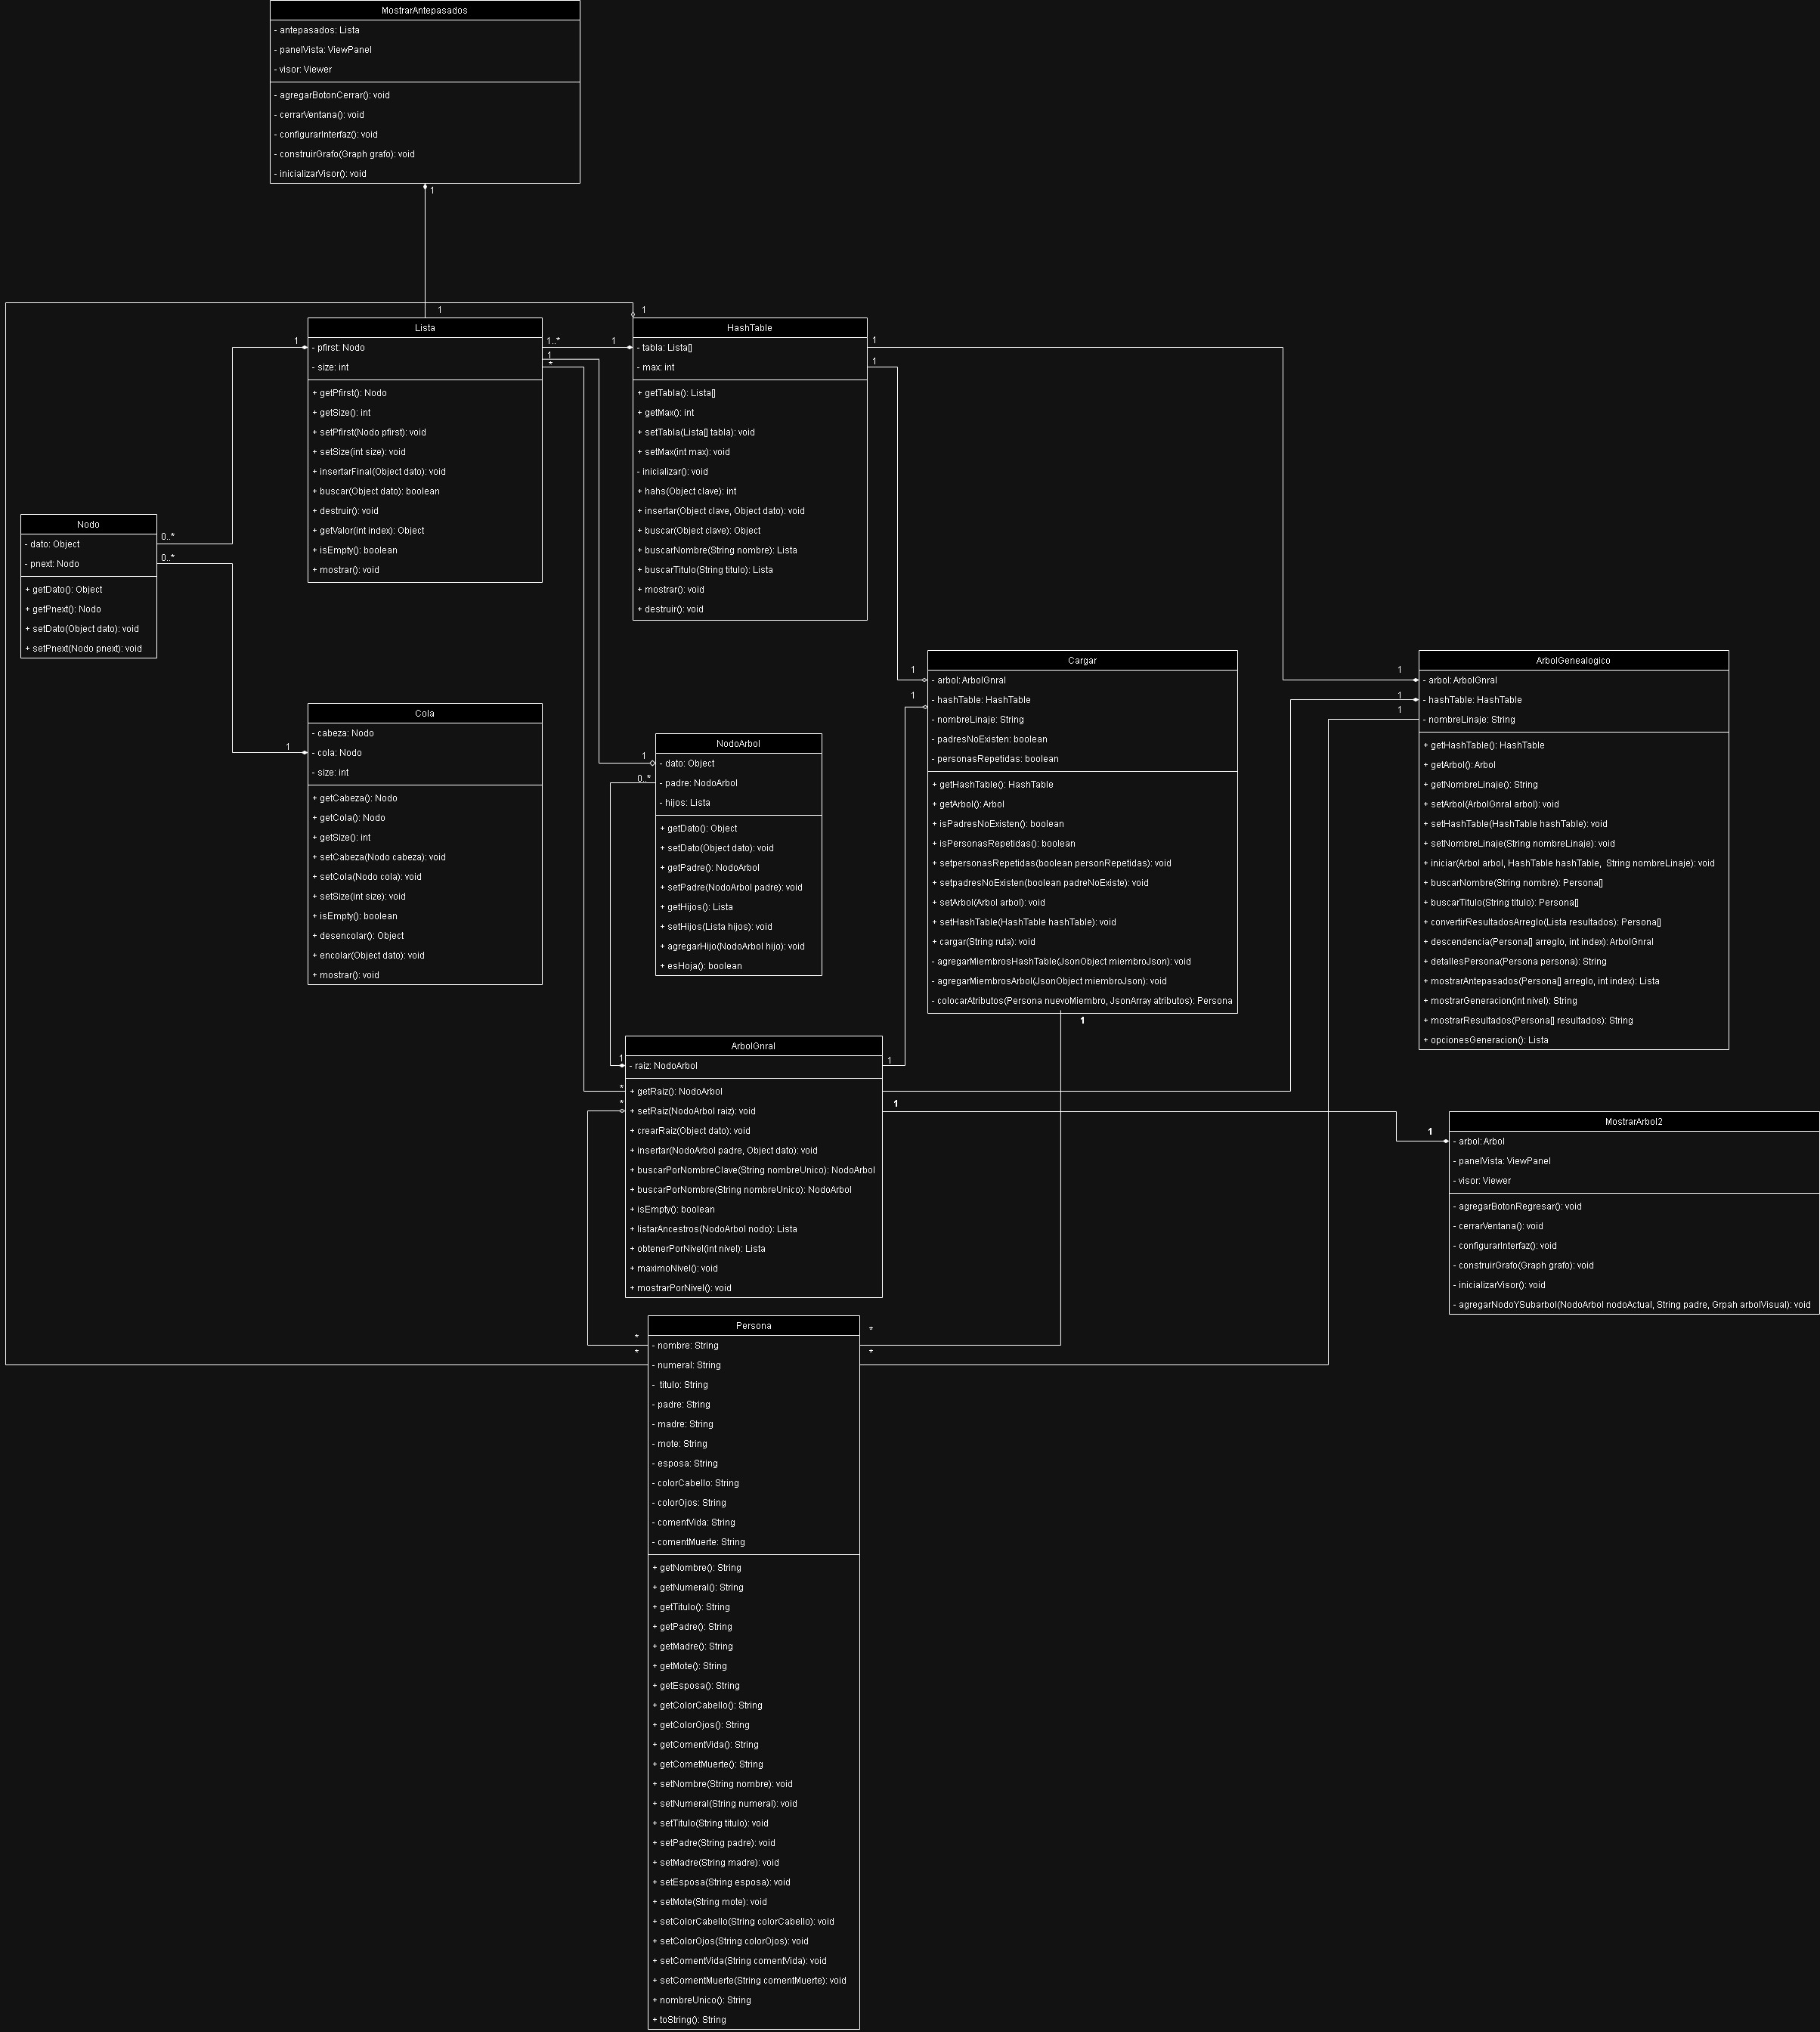 MostrarAntepasados
- antepasados: Lista
- panelVista: ViewPanel
- visor: Viewer
- agregarBotonCerrar(): void
- cerrarVentana(): void
- configurarInterfaz(): void
- construirGrafo(Graph grafo): void
- inicializarVisor(): void
1
1
1
Lista
- pfirst: Nodo
- size: int
+ getPfirst(): Nodo
+ getSize(): int
+ setPfirst(Nodo pfirst): void
+ setSize(int size): void
+ insertarFinal(Object dato): void
+ buscar(Object dato): boolean
+ destruir(): void
+ getValor(int index): Object
+ isEmpty(): boolean
+ mostrar(): void
1
1..*
1
1
*
HashTable
- tabla: Lista[]
- max: int
+ getTabla(): Lista[]
+ getMax(): int
+ setTabla(Lista[] tabla): void
+ setMax(int max): void
- inicializar(): void
+ hahs(Object clave): int
+ insertar(Object clave, Object dato): void
+ buscar(Object clave): Object
+ buscarNombre(String nombre): Lista
+ buscarTitulo(String titulo): Lista
+ mostrar(): void
+ destruir(): void
1
1
Nodo
- dato: Object
- pnext: Nodo
+ getDato(): Object
+ getPnext(): Nodo
+ setDato(Object dato): void
+ setPnext(Nodo pnext): void
0..*
0..*
Cola
- cabeza: Nodo
- cola: Nodo
- size: int
+ getCabeza(): Nodo
+ getCola(): Nodo
+ getSize(): int
+ setCabeza(Nodo cabeza): void
+ setCola(Nodo cola): void
+ setSize(int size): void
+ isEmpty(): boolean
+ desencolar(): Object
+ encolar(Object dato): void
+ mostrar(): void
1
NodoArbol
- dato: Object
- padre: NodoArbol
- hijos: Lista
+ getDato(): Object
+ setDato(Object dato): void
+ getPadre(): NodoArbol
+ setPadre(NodoArbol padre): void
+ getHijos(): Lista
+ setHijos(Lista hijos): void
+ agregarHijo(NodoArbol hijo): void
+ esHoja(): boolean
1
0..*
Cargar
- arbol: ArbolGnral
- hashTable: HashTable
- nombreLinaje: String
- padresNoExisten: boolean
- personasRepetidas: boolean
+ getHashTable(): HashTable
+ getArbol(): Arbol
+ isPadresNoExisten(): boolean
+ isPersonasRepetidas(): boolean
+ setpersonasRepetidas(boolean personRepetidas): void
+ setpadresNoExisten(boolean padreNoExiste): void
+ setArbol(Arbol arbol): void
+ setHashTable(HashTable hashTable): void
+ cargar(String ruta): void
- agregarMiembrosHashTable(JsonObject miembroJson): void
- agregarMiembrosArbol(JsonObject miembroJson): void
- colocarAtributos(Persona nuevoMiembro, JsonArray atributos): Persona
1
1
1
ArbolGenealogico
- arbol: ArbolGnral
- hashTable: HashTable
- nombreLinaje: String
+ getHashTable(): HashTable
+ getArbol(): Arbol
+ getNombreLinaje(): String
+ setArbol(ArbolGnral arbol): void
+ setHashTable(HashTable hashTable): void
+ setNombreLinaje(String nombreLinaje): void
+ iniciar(Arbol arbol, HashTable hashTable,  String nombreLinaje): void
+ buscarNombre(String nombre): Persona[]
+ buscarTitulo(String titulo): Persona[]
+ convertirResultadosArreglo(Lista resultados): Persona[]
+ descendencia(Persona[] arreglo, int index): ArbolGnral
+ detallesPersona(Persona persona): String
+ mostrarAntepasados(Persona[] arreglo, int index): Lista
+ mostrarGeneracion(int nivel): String
+ mostrarResultados(Persona[] resultados): String
+ opcionesGeneracion(): Lista
1
1
1
ArbolGnral
- raiz: NodoArbol
+ getRaiz(): NodoArbol
+ setRaiz(NodoArbol raiz): void
+ crearRaiz(Object dato): void
+ insertar(NodoArbol padre, Object dato): void
+ buscarPorNombreClave(String nombreUnico): NodoArbol
+ buscarPorNombre(String nombreUnico): NodoArbol
+ isEmpty(): boolean
+ listarAncestros(NodoArbol nodo): Lista
+ obtenerPorNivel(int nivel): Lista
+ maximoNivel(): void
+ mostrarPorNivel(): void
1
*
*
1
1
1
MostrarArbol2
- arbol: Arbol
- panelVista: ViewPanel
- visor: Viewer
- agregarBotonRegresar(): void
- cerrarVentana(): void
- configurarInterfaz(): void
- construirGrafo(Graph grafo): void
- inicializarVisor(): void
- agregarNodoYSubarbol(NodoArbol nodoActual, String padre, Grpah arbolVisual): void
Persona
- nombre: String
- numeral: String
-  titulo: String
- padre: String
- madre: String
- mote: String
- esposa: String
- colorCabello: String
- colorOjos: String
- comentVida: String
- comentMuerte: String
+ getNombre(): String
+ getNumeral(): String
+ getTitulo(): String
+ getPadre(): String
+ getMadre(): String
+ getMote(): String
+ getEsposa(): String
+ getColorCabello(): String
+ getColorOjos(): String
+ getComentVida(): String
+ getCometMuerte(): String
+ setNombre(String nombre): void
+ setNumeral(String numeral): void
+ setTitulo(String titulo): void
+ setPadre(String padre): void
+ setMadre(String madre): void
+ setEsposa(String esposa): void
+ setMote(String mote): void
+ setColorCabello(String colorCabello): void
+ setColorOjos(String colorOjos): void
+ setComentVida(String comentVida): void
+ setComentMuerte(String comentMuerte): void
+ nombreUnico(): String
+ toString(): String
*
*
*
*